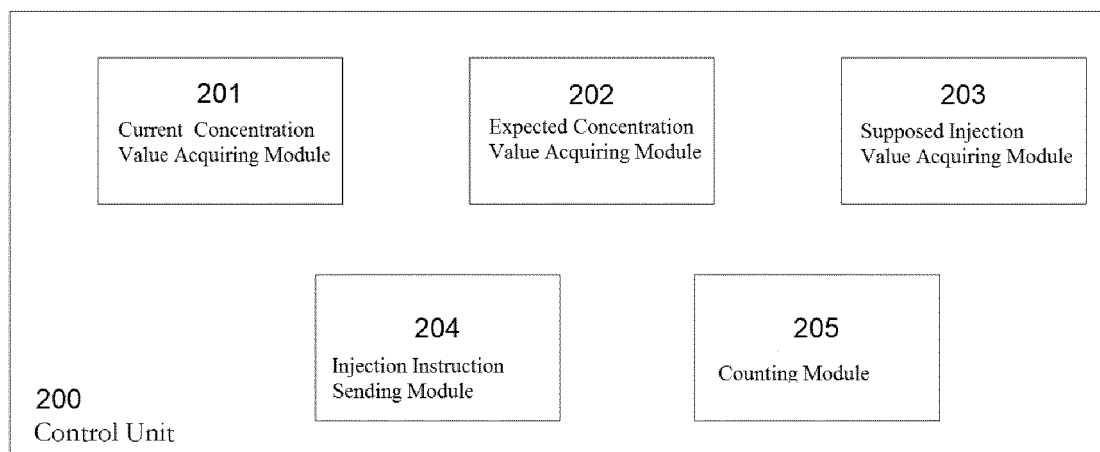 201
Current Concentration
Value Acquiring Module
202
Expected Concentration
Value Acquiring Module
203
Supposed Injection
Value Acquiring Module
204
Injection Instruction
Sending Module
205
Counting Module
200
Control Unit